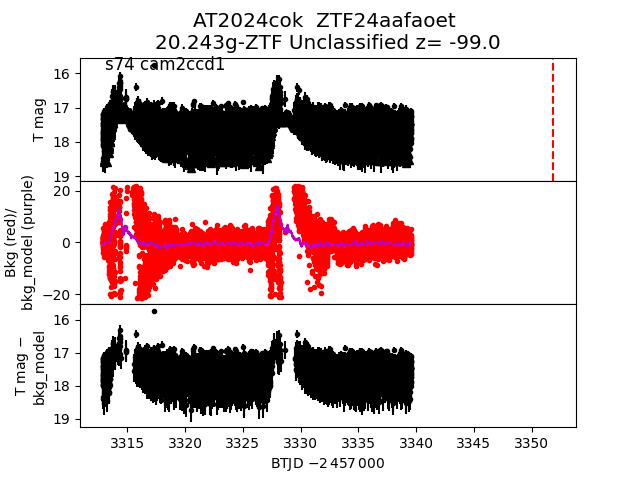 AT2024cok  ZTF24aafaoet
20.243g-ZTF Unclassified z= -99.0
s74 cam2ccd1
16
17
18
19
T mag
20
0
−20
Bkg (red)/
bkg_model (purple)
16
17
18
19
T mag −
bkg_model
3315 3320 3325 3330 3335 3340 3345 3350
BTJD −2 457 000